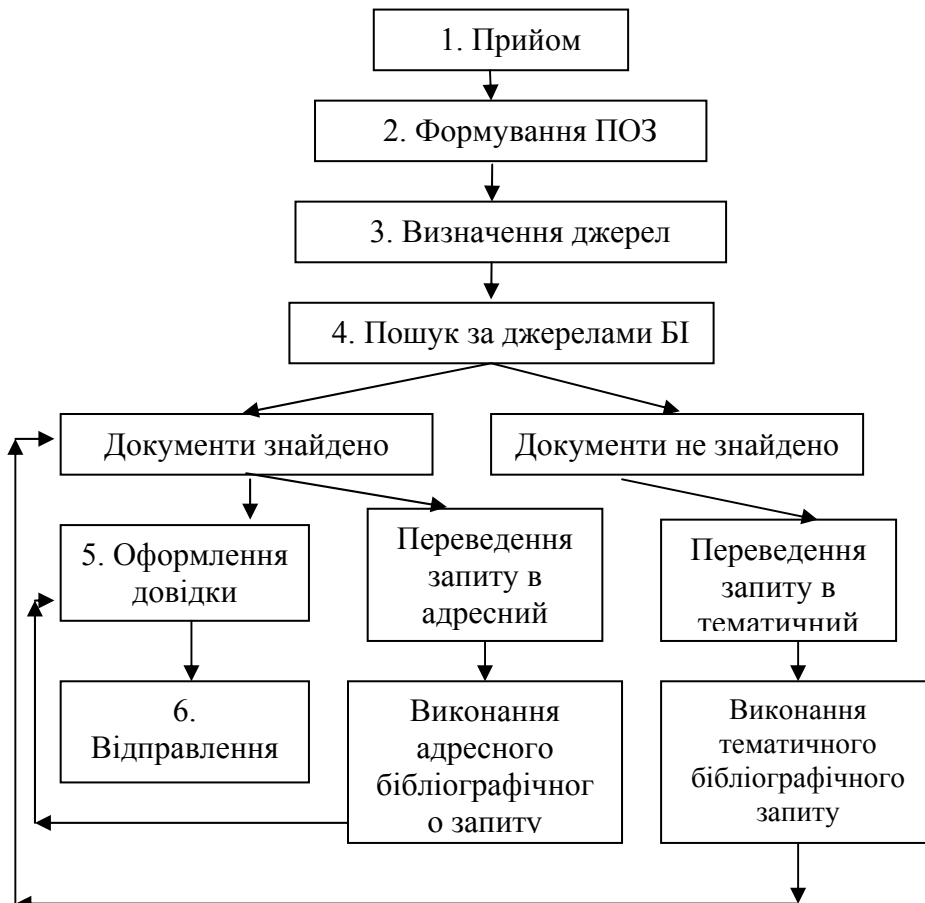 1. Прийом
2. Формування ПОЗ
3. Визначення джерел
4. Пошук за джерелами БІ
Документи знайдено
Документи не знайдено
5. Оформлення
довідки
Переведення
запиту в
адресний
Переведення
запиту в
тематичний
6.
Відправлення
Виконання
адресного
бібліографічног
о запиту
Виконання
тематичного
бібліографічного
запиту